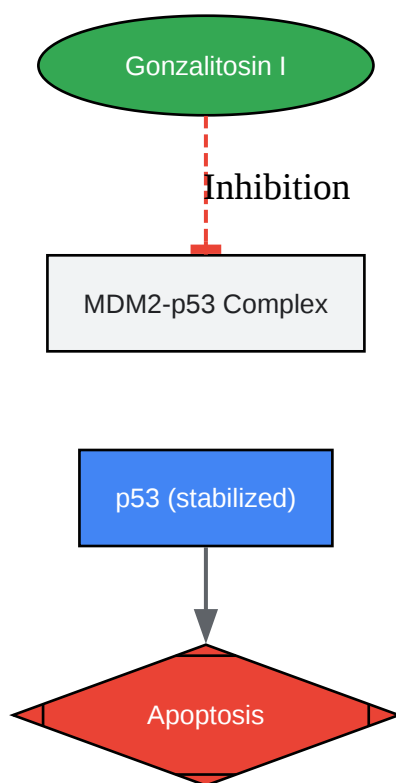 Gonzalitosin I
Inhibition
MDM2-p53 Complex
p53 (stabilized)
Apoptosis